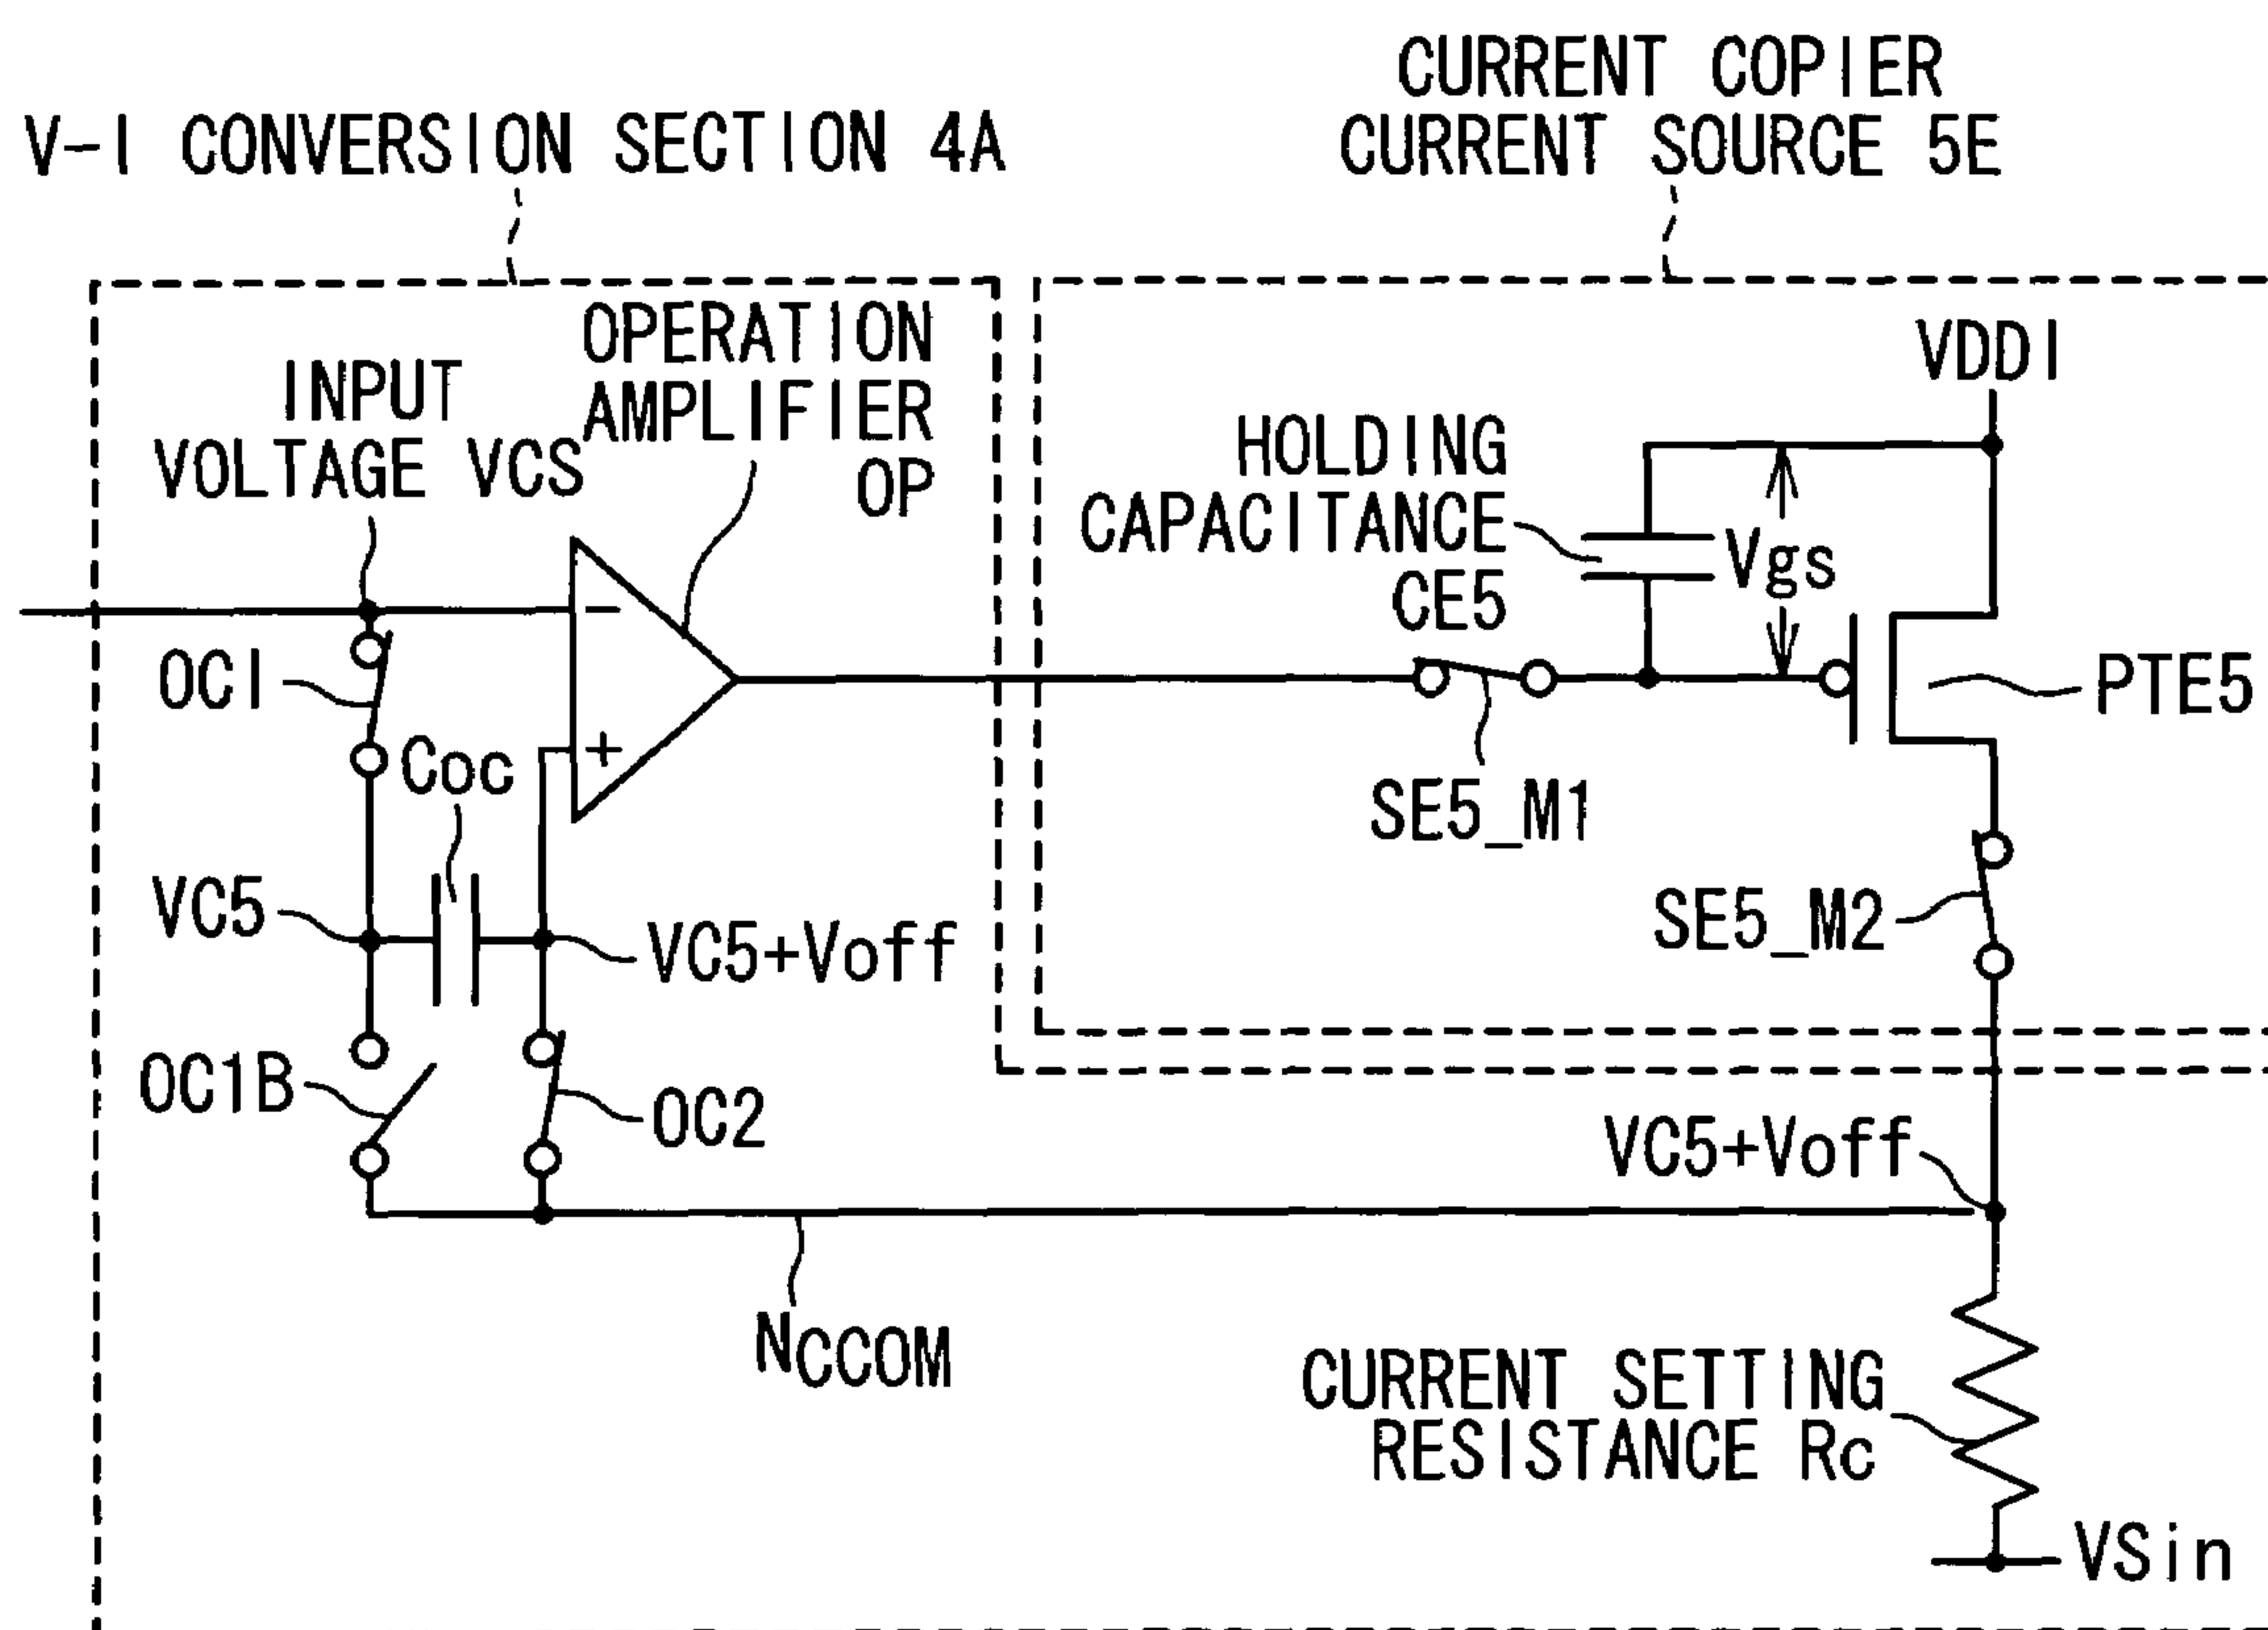 CURRENT COPIER
CURRENT SOURCE 5E
V-I CONVERSION SECTION 4A
OPERATION
AMPLIFIER
OP
INPUT
VOLTAGE VCS
VDDI
HOLDING
CAPACITANCE
CE5
Vgs
−
OCI
PTE5
+
Coc
SE5_M1
VC5
VC5+Voff
SE5_M2
OC1B
OC2
VC5+Voff
NCCOM
CURRENT SETTING
RESISTANCE Rc
VSin